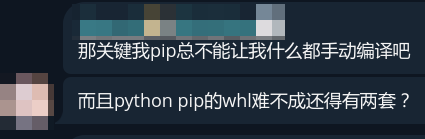 那关键我pip总不能让我什么都手动编译吧
而且python pip的whl难不成还得有两套？